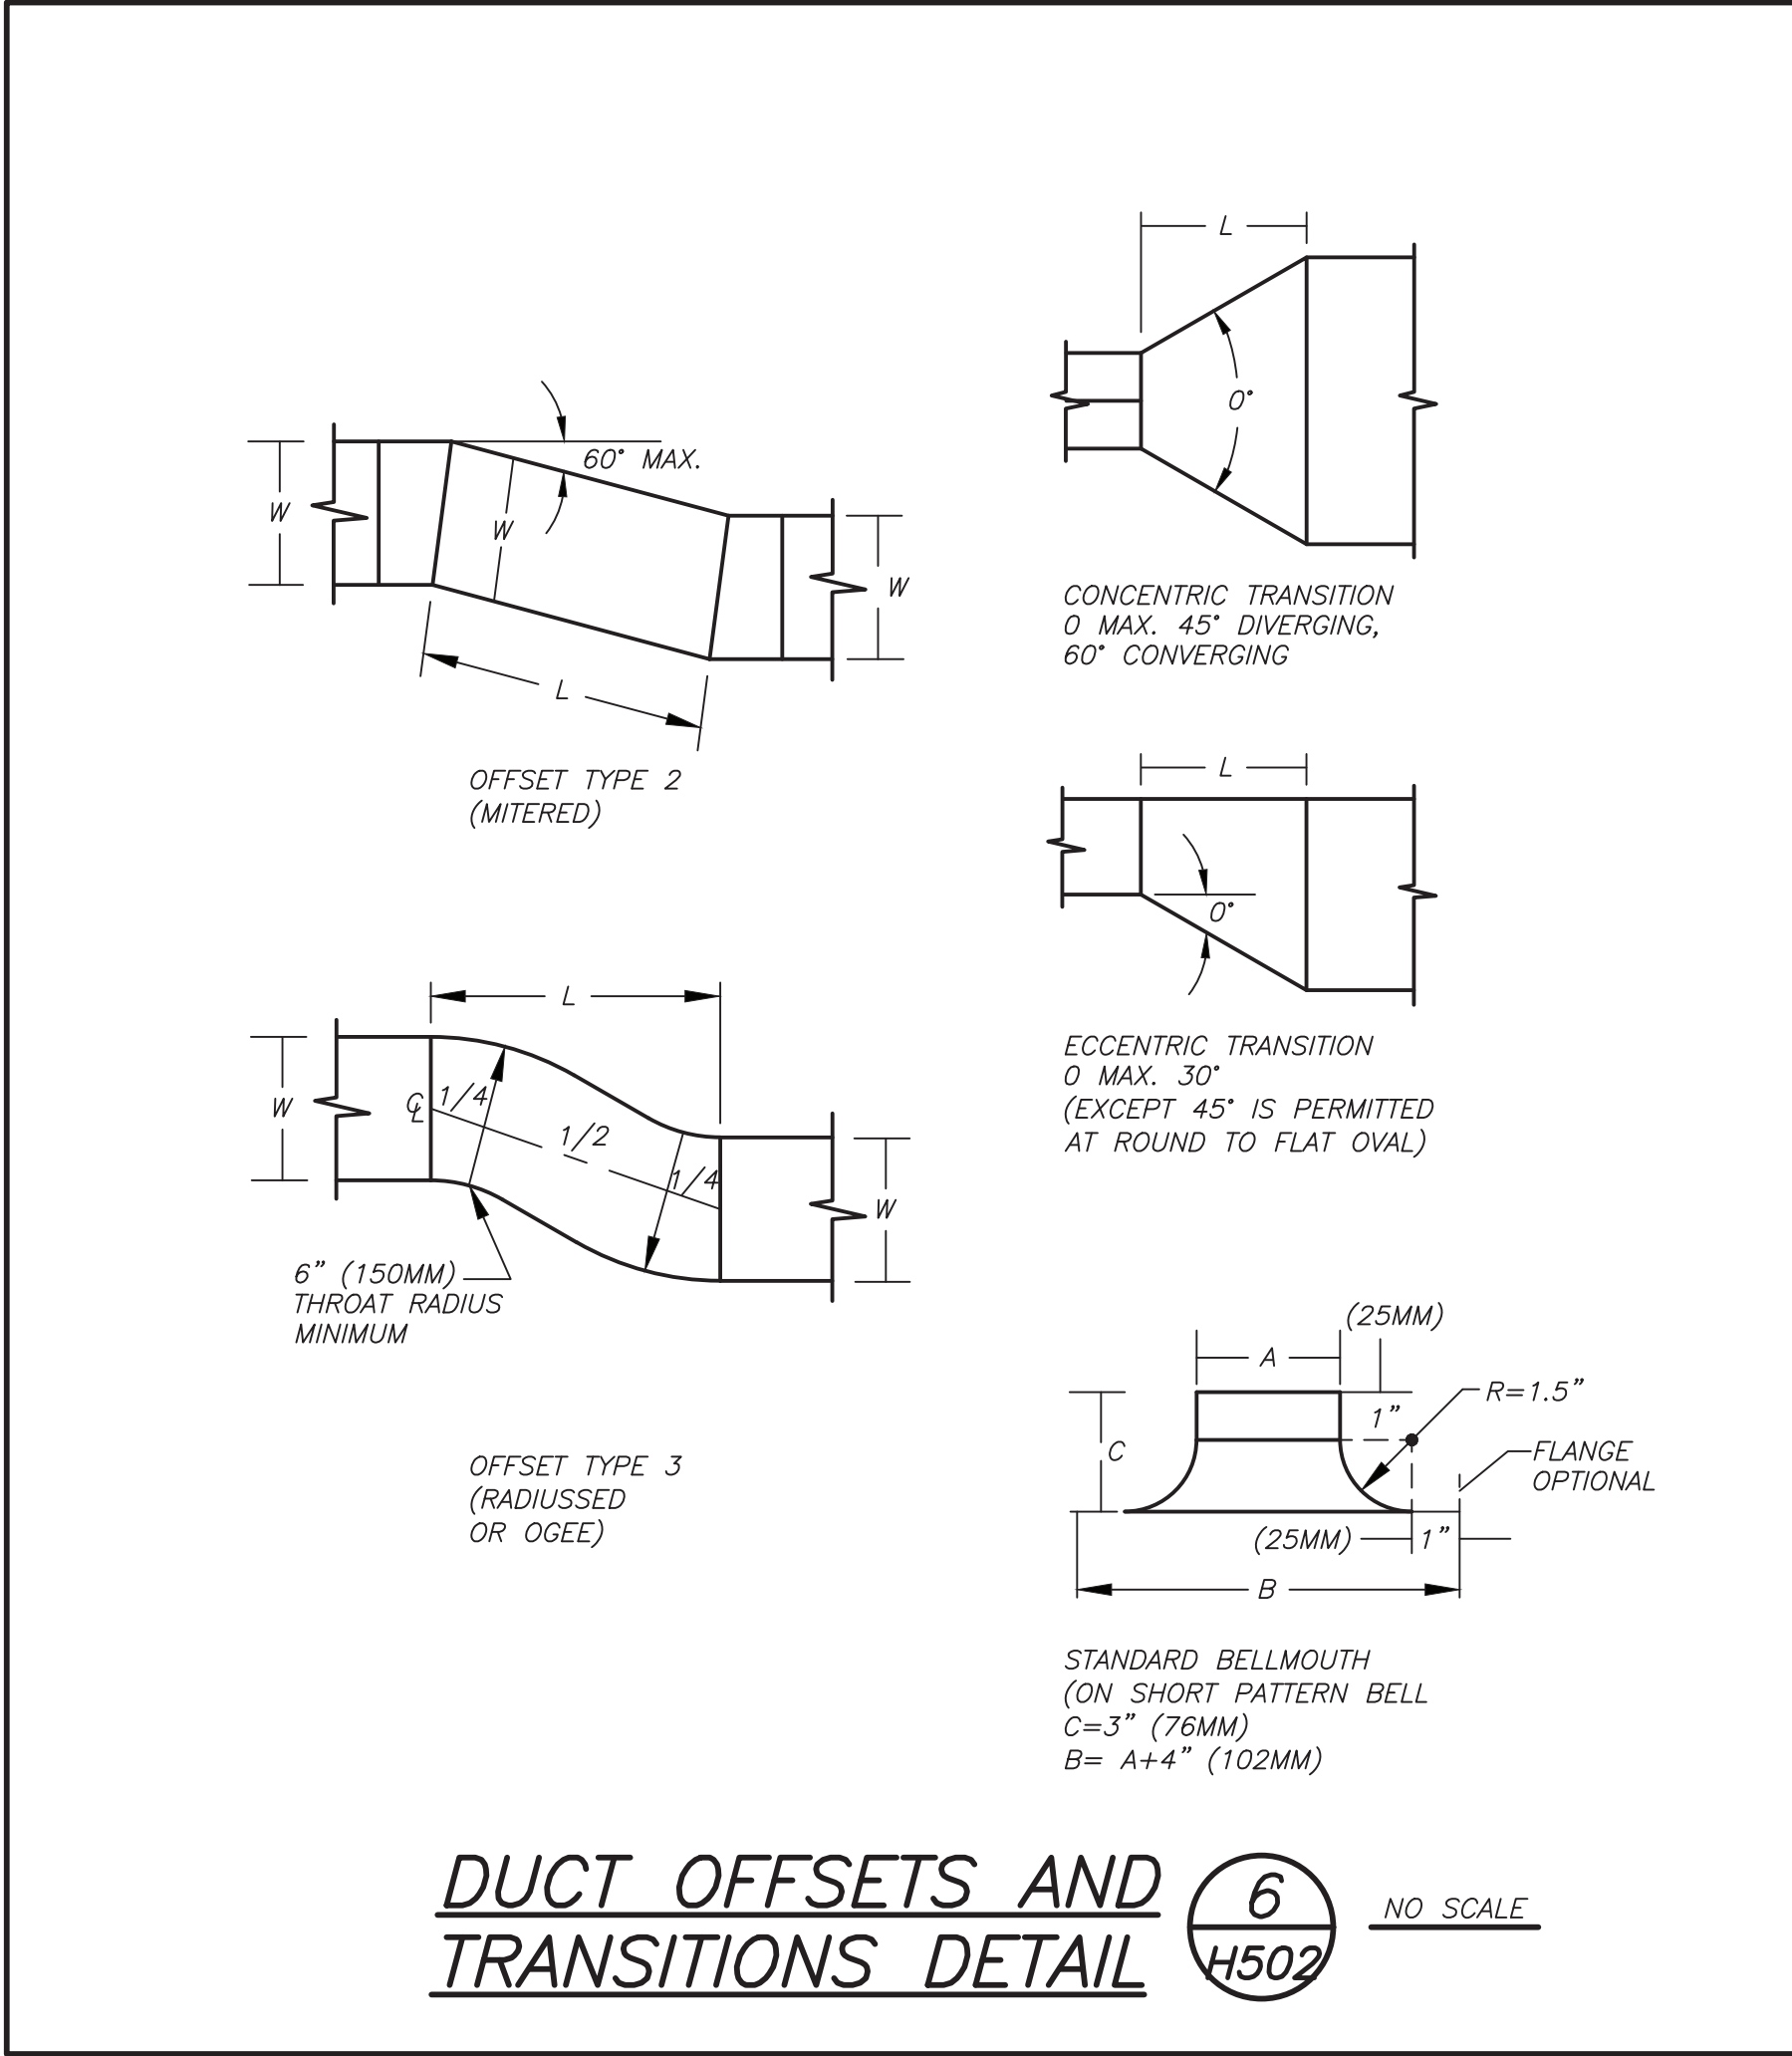 L
0°
CONCENTRIC TRANSITION
0 MAX. 45° DIVERGING,
60° CONVERGING
60° MAX.
W
W
W
L
OFFSET TYPE 2
(MITERED)
L
0°
ECCENTRIC TRANSITION
0 MAX. 30°
(EXCEPT 45° IS PERMITTED
AT ROUND TO FLAT OVAL)
L
W
℄
1/4
1/2
1/4
W
6" (150MM)
THROAT RADIUS
MINIMUM
OFFSET TYPE 3
(RADIUSSED
OR OGEE)
(25MM)
A
R=1.5"
1"
C
FLANGE
OPTIONAL
(25MM)
1"
B
STANDARD BELLMOUTH
(ON SHORT PATTERN BELL
C=3" (76MM)
B= A+4" (102MM)
DUCT OFFSETS AND
TRANSITIONS DETAIL
6
H502
NO SCALE